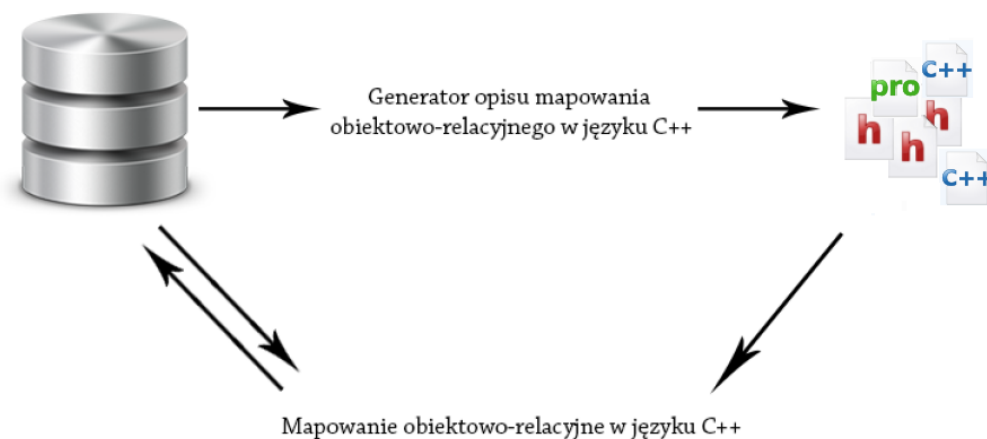 Generator opisu mapowania
obiektowo-relacyjnego w języku C++
pro
C++
h
h
h
C++
Mapowanie obiektowo-relacyjne w języku C++